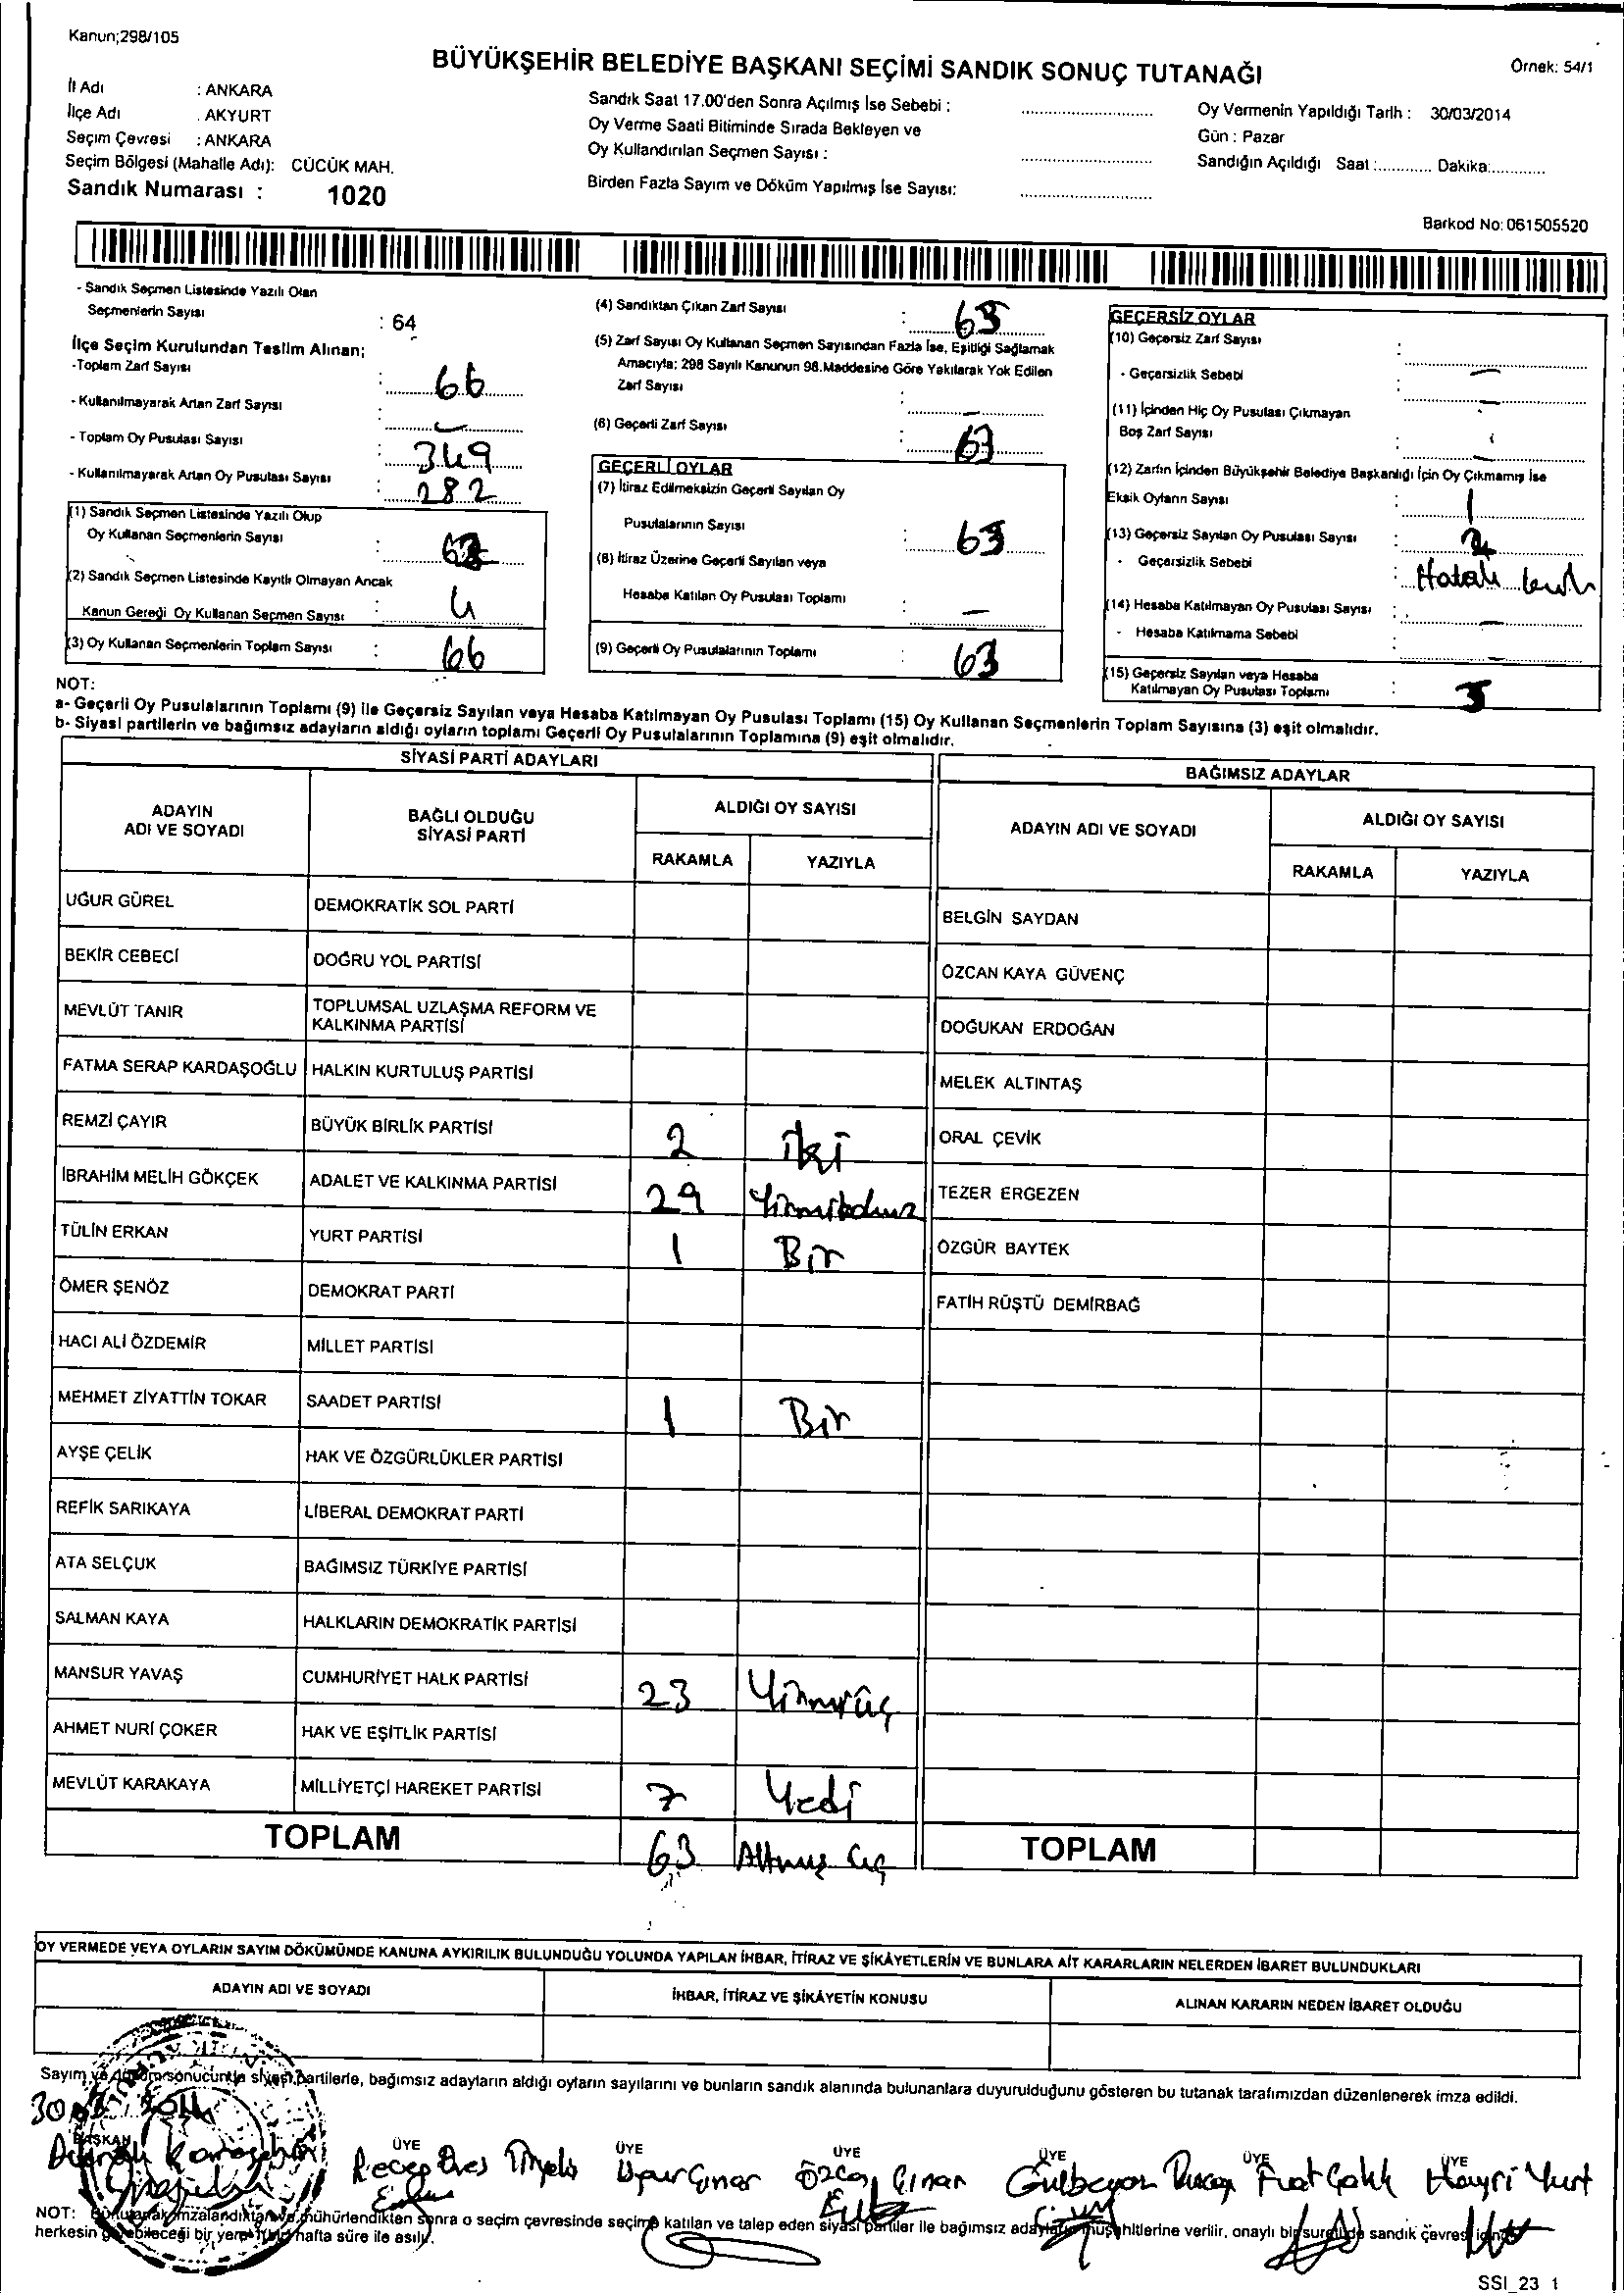 Kanun;298/105
BÜYÜKŞEHİR BELEDİYE BAŞKANI SEÇİMİ SANDIK SONUÇ TUTANAĞI
Örnek: 54/1
İl Adı : ANKARA
İlçe Adı . AKYURT
Seçim Çevresi : ANKARA
Seçim Bölgesi (Mahalle Adı): CÜCÜK MAH.
Sandık Numarası : 1020
Sandık Saat 17.00'den Sonra Açılmış İse Sebebi :
Oy Verme Saati Bitiminde Sırada Bekleyen ve
Oy Kullandırılan Seçmen Sayısı :
Birden Fazla Sayım ve Döküm Yapılmış İse Sayısı:
Oy Vermenin Yapıldığı Tarih : 30/03/2014
Gün : Pazar
Sandığın Açıldığı Saat :............. Dakika:.............
Barkod No: 061505520
- Sandık Seçmen Listesinde Yazılı Olan
Seçmenlerin Sayısı : 64
İlçe Seçim Kurulundan Teslim Alınan;
-Toplam Zarf Sayısı : 66
- Kullanılmayarak Artan Zarf Sayısı : -
- Toplam Oy Pusulası Sayısı : 349
- Kullanılmayarak Artan Oy Pusulası Sayısı : 282
(1) Sandık Seçmen Listesinde Yazılı Olup
Oy Kullanan Seçmenlerin Sayısı :
(2) Sandık Seçmen Listesinde Kayıtlı Olmayan Ancak
Kanun Gereği Oy Kullanan Seçmen Sayısı : 4
(3) Oy Kullanan Seçmenlerin Toplam Sayısı : 66
(4) Sandıktan Çıkan Zarf Sayısı :
(5) Zarf Sayısı Oy Kullanan Seçmen Sayısından Fazla İse, Eşitliği Sağlamak
Amacıyla; 298 Sayılı Kanunun 98.Maddesine Göre Yakılarak Yok Edilen
Zarf Sayısı : -
(6) Geçerli Zarf Sayısı : 63
GEÇERLİ OYLAR
(7) İtiraz Edilmeksizin Geçerli Sayılan Oy
Pusulalarının Sayısı : 63
(8) İtiraz Üzerine Geçerli Sayılan veya
Hesaba Katılan Oy Pusulası Toplamı : -
(9) Geçerli Oy Pusulalarının Toplamı : 63
GEÇERSİZ OYLAR
(10) Geçersiz Zarf Sayısı : -
- Geçersizlik Sebebi : -
(11) İçinden Hiç Oy Pusulası Çıkmayan
Boş Zarf Sayısı : -
(12) Zarfın İçinden Büyükşehir Belediye Başkanlığı İçin Oy Çıkmamış İse
Eksik Oyların Sayısı : 1
(13) Geçersiz Sayılan Oy Pusulası Sayısı : 2
- Geçersizlik Sebebi : Hatalı
(14) Hesaba Katılmayan Oy Pusulası Sayısı : -
- Hesaba Katılmama Sebebi : -
(15) Geçersiz Sayılan veya Hesaba
Katılmayan Oy Pusulası Toplamı : 3
NOT:
a- Geçerli Oy Pusulalarının Toplamı (9) ile Geçersiz Sayılan veya Hesaba Katılmayan Oy Pusulası Toplamı (15) Oy Kullanan Seçmenlerin Toplam Sayısına (3) eşit olmalıdır.
b- Siyasi partilerin ve bağımsız adayların aldığı oyların toplamı Geçerli Oy Pusulalarının Toplamına (9) eşit olmalıdır.
SİYASİ PARTİ ADAYLARI
ADAYIN ADI VE SOYADI
BAĞLI OLDUĞU SİYASİ PARTİ
ALDIĞI OY SAYISI
RAKAMLA YAZIYLA
UĞUR GÜREL DEMOKRATİK SOL PARTİ
BEKİR CEBECİ DOĞRU YOL PARTİSİ
MEVLÜT TANIR TOPLUMSAL UZLAŞMA REFORM VE
KALKINMA PARTİSİ
FATMA SERAP KARDAŞOĞLU HALKIN KURTULUŞ PARTİSİ
REMZİ ÇAYIR BÜYÜK BİRLİK PARTİSİ 2 iki
İBRAHİM MELİH GÖKÇEK ADALET VE KALKINMA PARTİSİ 29 Yirmidokuz
TÜLİN ERKAN YURT PARTİSİ 1 Bir
ÖMER ŞENÖZ DEMOKRAT PARTİ
HACI ALİ ÖZDEMİR MİLLET PARTİSİ
MEHMET ZİYATTİN TOKAR SAADET PARTİSİ 1 Bir
AYŞE ÇELİK HAK VE ÖZGÜRLÜKLER PARTİSİ
REFİK SARIKAYA LİBERAL DEMOKRAT PARTİ
ATA SELÇUK BAĞIMSIZ TÜRKİYE PARTİSİ
SALMAN KAYA HALKLARIN DEMOKRATİK PARTİSİ
MANSUR YAVAŞ CUMHURİYET HALK PARTİSİ 23 Yirmiüç
AHMET NURİ ÇOKER HAK VE EŞİTLİK PARTİSİ
MEVLÜT KARAKAYA MİLLİYETÇİ HAREKET PARTİSİ 7 Yedi
TOPLAM 63 Altmış üç
BAĞIMSIZ ADAYLAR
ADAYIN ADI VE SOYADI
ALDIĞI OY SAYISI
RAKAMLA YAZIYLA
BELGİN SAYDAN
ÖZCAN KAYA GÜVENÇ
DOĞUKAN ERDOĞAN
MELEK ALTINTAŞ
ORAL ÇEVİK
TEZER ERGEZEN
ÖZGÜR BAYTEK
FATİH RÜŞTÜ DEMİRBAĞ
TOPLAM
OY VERMEDE VEYA OYLARIN SAYIM DÖKÜMÜNDE KANUNA AYKIRILIK BULUNDUĞU YOLUNDA YAPILAN İHBAR, İTİRAZ VE ŞİKÂYETLERİN VE BUNLARA AİT KARARLARIN NELERDEN İBARET BULUNDUKLARI
ADAYIN ADI VE SOYADI
İHBAR, İTİRAZ VE ŞİKÂYETİN KONUSU
ALINAN KARARIN NEDEN İBARET OLDUĞU
Sayım ve döküm sonucunda siyasi partilerle, bağımsız adayların aldığı oyların sayılarını ve bunların sandık alanında bulunanlara duyurulduğunu gösteren bu tutanak tarafımızdan düzenlenerek imza edildi.
BAŞKAN ÜYE ÜYE ÜYE ÜYE ÜYE ÜYE
Recep Uğur Çınar Özcan Çınar Fuat Çelik Hayri Yurt
NOT: Bu tutanak imzalandıktan ve mühürlendikten sonra o seçim çevresinde seçime katılan ve talep eden siyasi partiler ile bağımsız adayların müşahitlerine verilir, onaylı bir sureti de sandık çevresi içinde
herkesin görebileceği bir yere 1 bir hafta süre ile asılır.
SSI_23 1